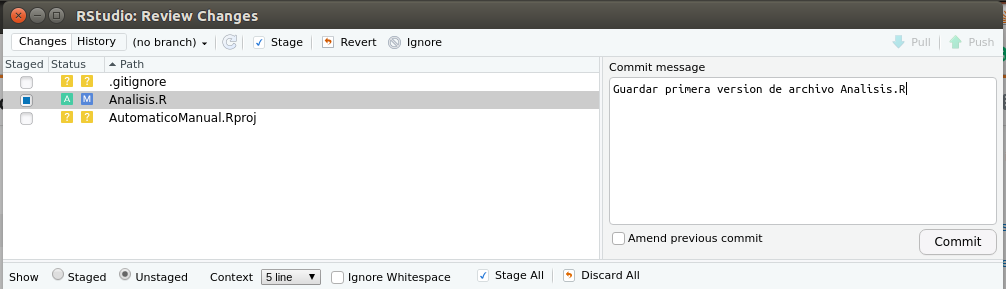 RStudio: Review Changes
Changes History (no branch) Stage Revert Ignore Pull Push
Staged Status Path
? ? .gitignore
A M Analisis.R
? ? AutomaticoManual.Rproj
Commit message
Guardar primera version de archivo Analisis.R
Amend previous commit Commit
Show Staged Unstaged Context 5 line Ignore Whitespace Stage All Discard All